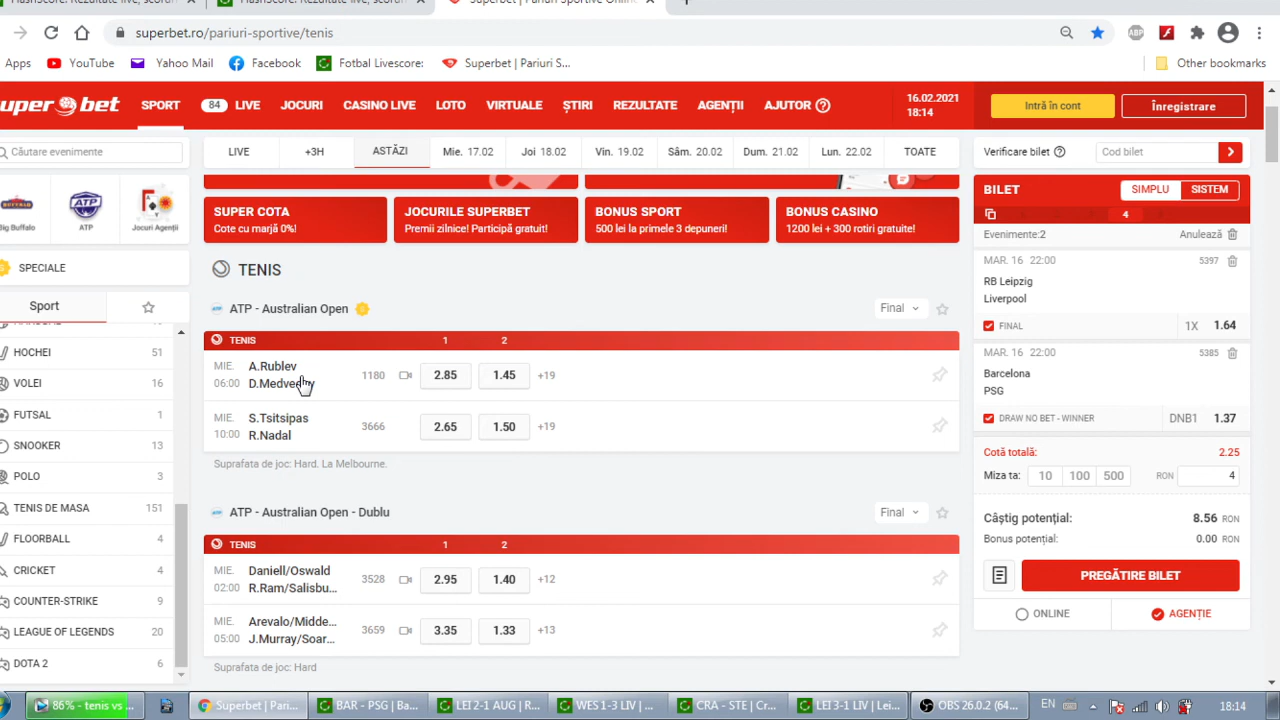 superbet.ro/pariuri-sportive/tenis
ABP
Apps
YouTube
Yahoo Mail
Facebook
Fotbal Livescore:
Superbet | Pariuri S...
Other bookmarks
uper bet
SPORT
84 LIVE
JOCURI
CASINO LIVE
LOTO
VIRTUALE
ȘTIRI
REZULTATE
AGENȚII
AJUTOR
16.02.2021
18:14
Intră în cont
Înregistrare
Căutare evenimente
LIVE
+3H
ASTĂZI
Mie. 17.02
Joi 18.02
Vin. 19.02
Sâm. 20.02
Dum. 21.02
Lun. 22.02
TOATE
Verificare bilet
Cod bilet
Big Buffalo
ATP
Jocuri Agenții
SPECIALE
Sport
HOCHEI 51
VOLEI 16
FUTSAL 1
SNOOKER 13
POLO 3
TENIS DE MASA 151
FLOORBALL 4
CRICKET 4
COUNTER-STRIKE 9
LEAGUE OF LEGENDS 20
DOTA 2 6
SUPER COTA
Cote cu marjă 0%!
JOCURILE SUPERBET
Premii zilnice! Participă gratuit!
BONUS SPORT
500 lei la primele 3 depuneri!
BONUS CASINO
1200 lei + 300 rotiri gratuite!
TENIS
ATP - Australian Open
Final
TENIS 1 2
MIE. 06:00
A.Rublev
D.Medvedev
1180 2.85 1.45 +19
MIE. 10:00
S.Tsitsipas
R.Nadal
3666 2.65 1.50 +19
Suprafata de joc: Hard. La Melbourne.
ATP - Australian Open - Dublu
Final
TENIS 1 2
MIE. 02:00
Daniell/Oswald
R.Ram/Salisbu...
3528 2.95 1.40 +12
MIE. 05:00
Arevalo/Midde...
J.Murray/Soar...
3659 3.35 1.33 +13
Suprafata de joc: Hard
BILET
SIMPLU
SISTEM
4
Evenimente:2
Anulează
MAR. 16 22:00 5397
RB Leipzig
Liverpool
FINAL 1X 1.64
MAR. 16 22:00 5385
Barcelona
PSG
DRAW NO BET - WINNER DNB1 1.37
Cotă totală: 2.25
Miza ta: 10 100 500 RON 4
Câștig potențial: 8.56 RON
Bonus potențial: 0.00 RON
PREGĂTIRE BILET
ONLINE
AGENȚIE
86% - tenis vs ...
Superbet | Pari...
BAR - PSG | Ba...
LEI 2-1 AUG | R...
WES 1-3 LIV | ...
CRA - STE | Cr...
LEI 3-1 LIV | Lei...
OBS 26.0.2 (64...
EN
18:14